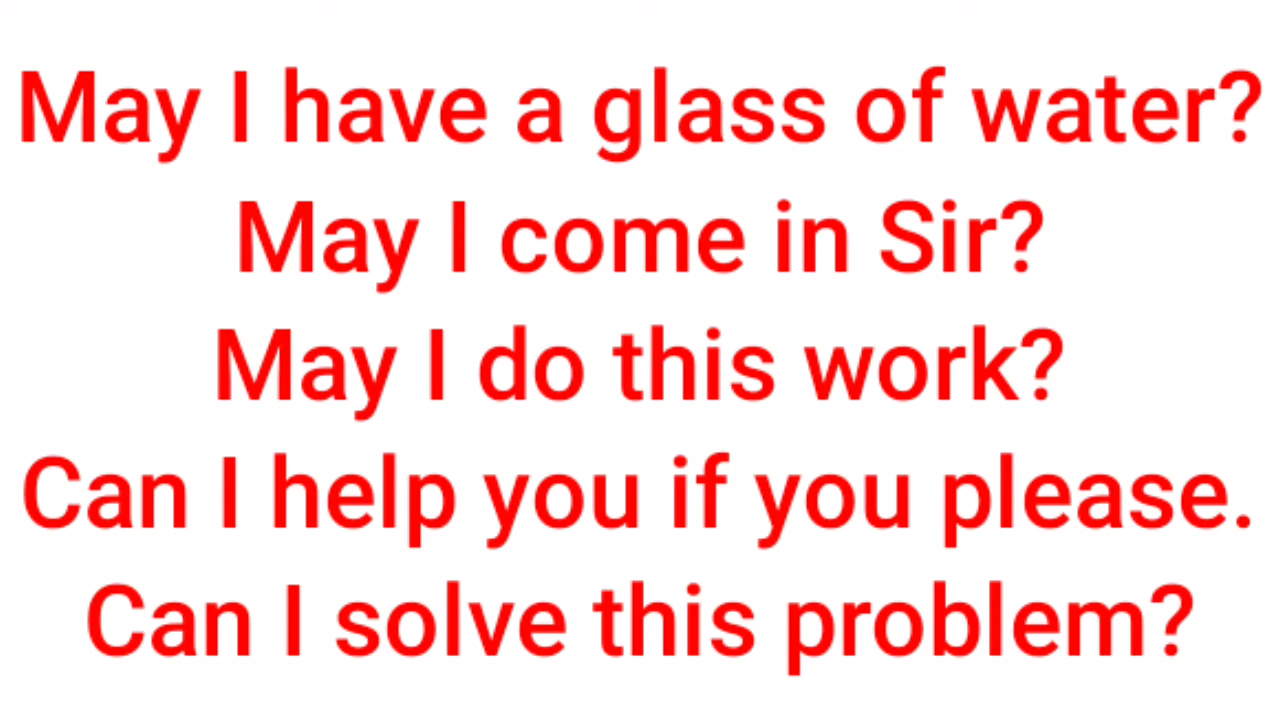 May I have a glass of water?
May I come in Sir?
May I do this work?
Can I help you if you please.
Can I solve this problem?